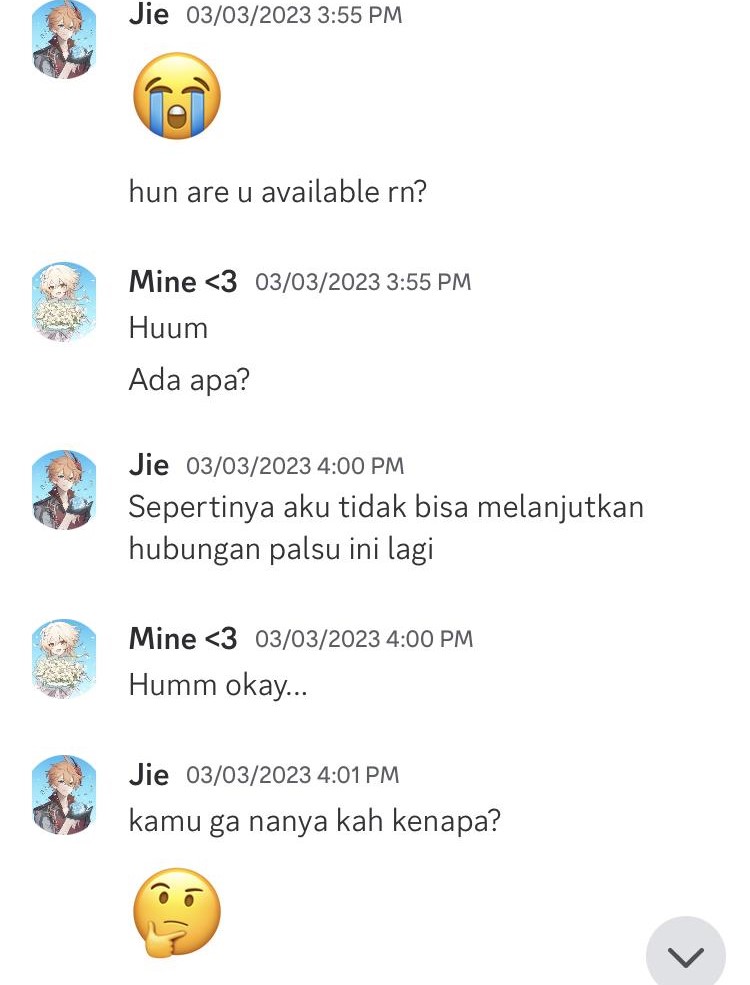 Jie 03/03/2023 3:55 PM
😭
hun are u available rn?
Mine <3 03/03/2023 3:55 PM
Huum
Ada apa?
Jie 03/03/2023 4:00 PM
Sepertinya aku tidak bisa melanjutkan
hubungan palsu ini lagi
Mine <3 03/03/2023 4:00 PM
Humm okay...
Jie 03/03/2023 4:01 PM
kamu ga nanya kah kenapa?
🤔